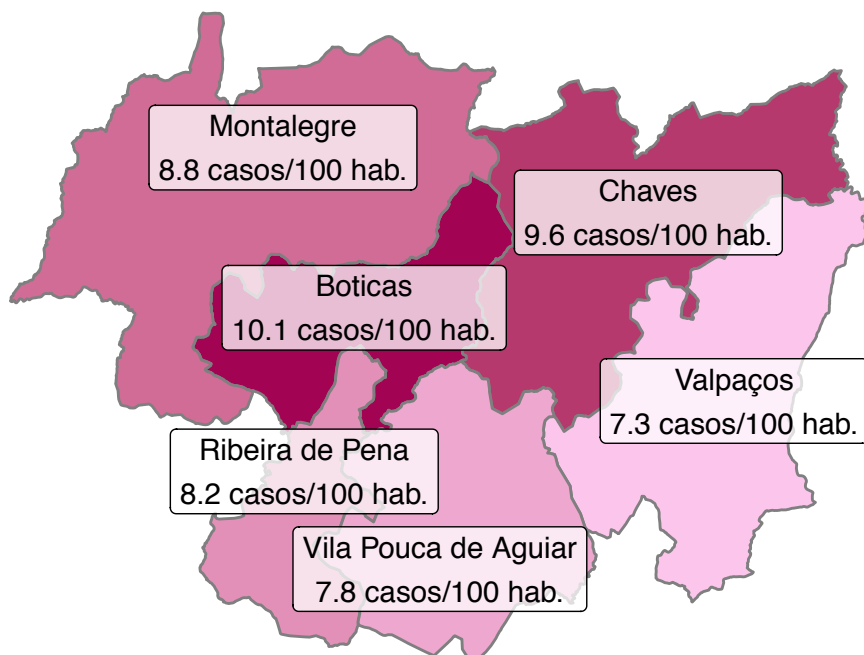 Montalegre
8.8 casos/100 hab.
Chaves
9.6 casos/100 hab.
Boticas
10.1 casos/100 hab.
Valpaços
7.3 casos/100 hab.
Ribeira de Pena
8.2 casos/100 hab.
Vila Pouca de Aguiar
7.8 casos/100 hab.